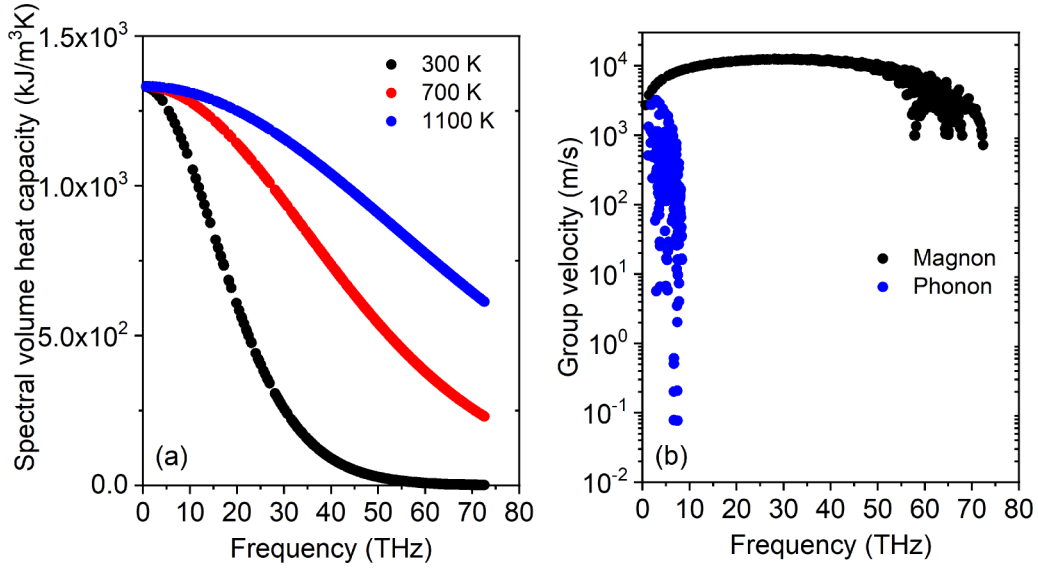 Spectral volume heat capacity (kJ/m³K)
1.5x10³
1.0x10³
5.0x10²
0.0
300 K
700 K
1100 K
(a)
0 10 20 30 40 50 60 70 80
Frequency (THz)
Group velocity (m/s)
10⁴
10³
10²
10¹
10⁰
10⁻¹
10⁻²
Magnon
Phonon
(b)
0 10 20 30 40 50 60 70 80
Frequency (THz)